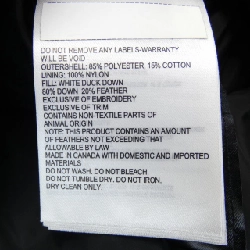 DO NOT REMOVE ANY LABELS-WARRANTY
WILL BE VOID
OUTERSHELL: 85% POLYESTER, 15% COTTON
LINING: 100% NYLON
FILL: WHITE DUCK DOWN
80% DOWN 20% FEATHER
EXCLUSIVE OF EMBROIDERY
EXCLUSIVE OF TRIM
CONTAINS NON TEXTILE PARTS OF
ANIMAL ORIGIN
NOTE: THIS PRODUCT CONTAINS AN AMOUNT
OF FEATHERS NOT EXCEEDING THAT
ALLOWABLE BY LAW
MADE IN CANADA WITH DOMESTIC AND IMPORTED
MATERIALS
DO NOT WASH. DO NOT BLEACH
DO NOT TUMBLE DRY. DO NOT IRON.
DRY CLEAN ONLY.